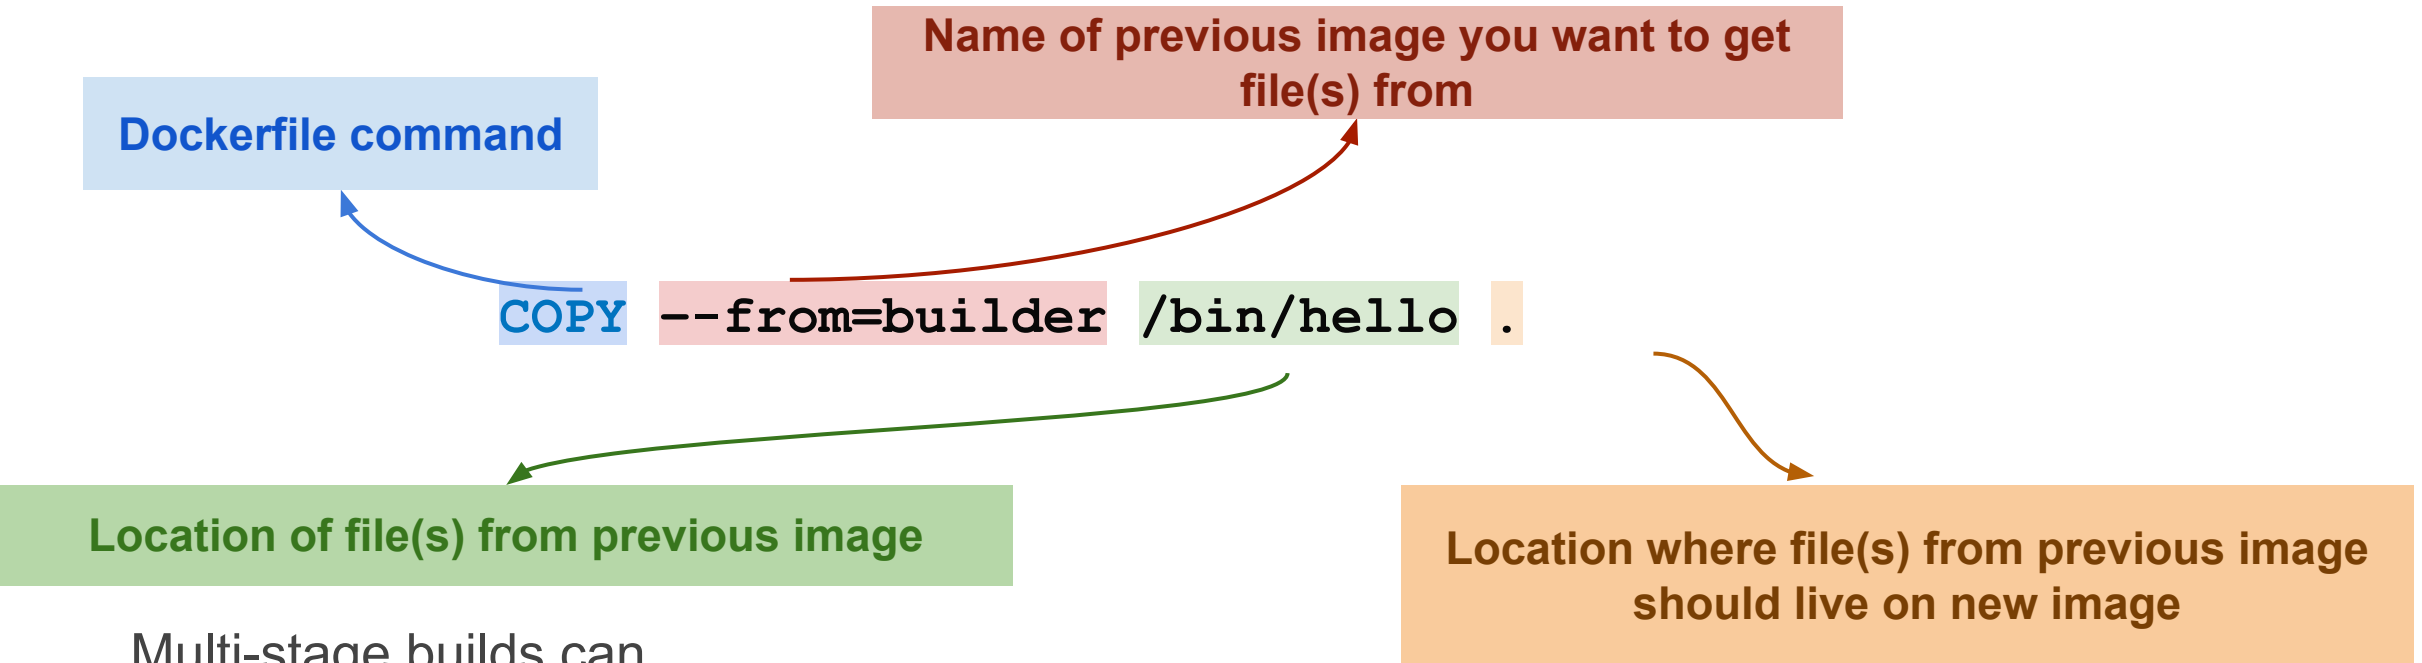 Name of previous image you want to get
file(s) from
Dockerfile command
COPY --from=builder /bin/hello .
Location of file(s) from previous image
Location where file(s) from previous image
should live on new image
Multi-stage builds can